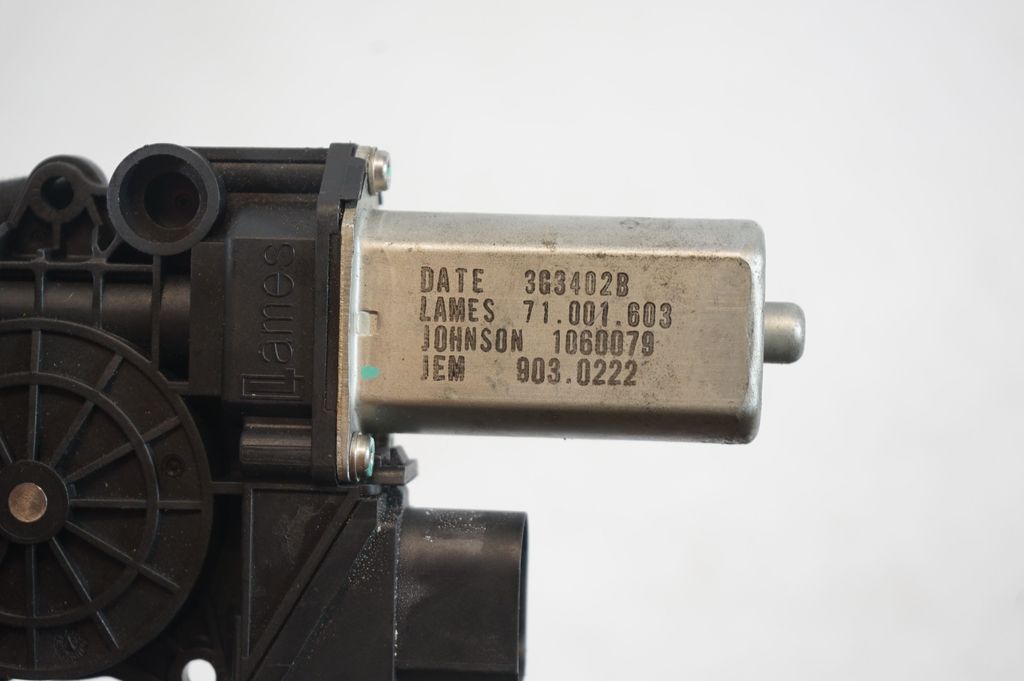 Lames
DATE 3G3402B
LAMES 71.001.603
JOHNSON 1060079
JEM 903.0222